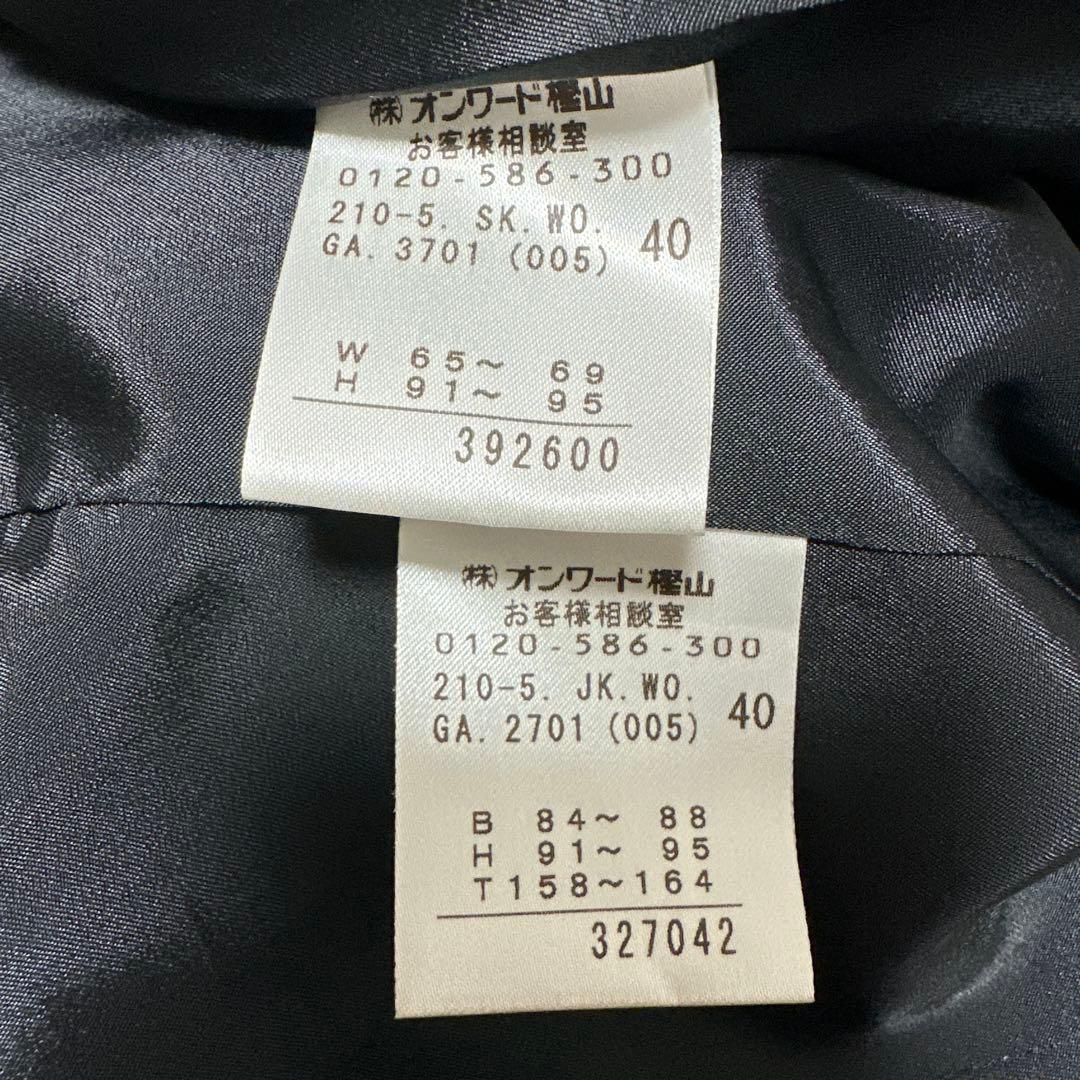 ㈱オンワード樫山
お客様相談室
0120-586-300
210-5. SK.WO. 40
GA. 3701 (005)
W 65～ 69
H 91～ 95
392600
㈱オンワード樫山
お客様相談室
0120-586-300
210-5. JK.WO. 40
GA. 2701 (005)
B 84～ 88
H 91～ 95
T158～164
327042